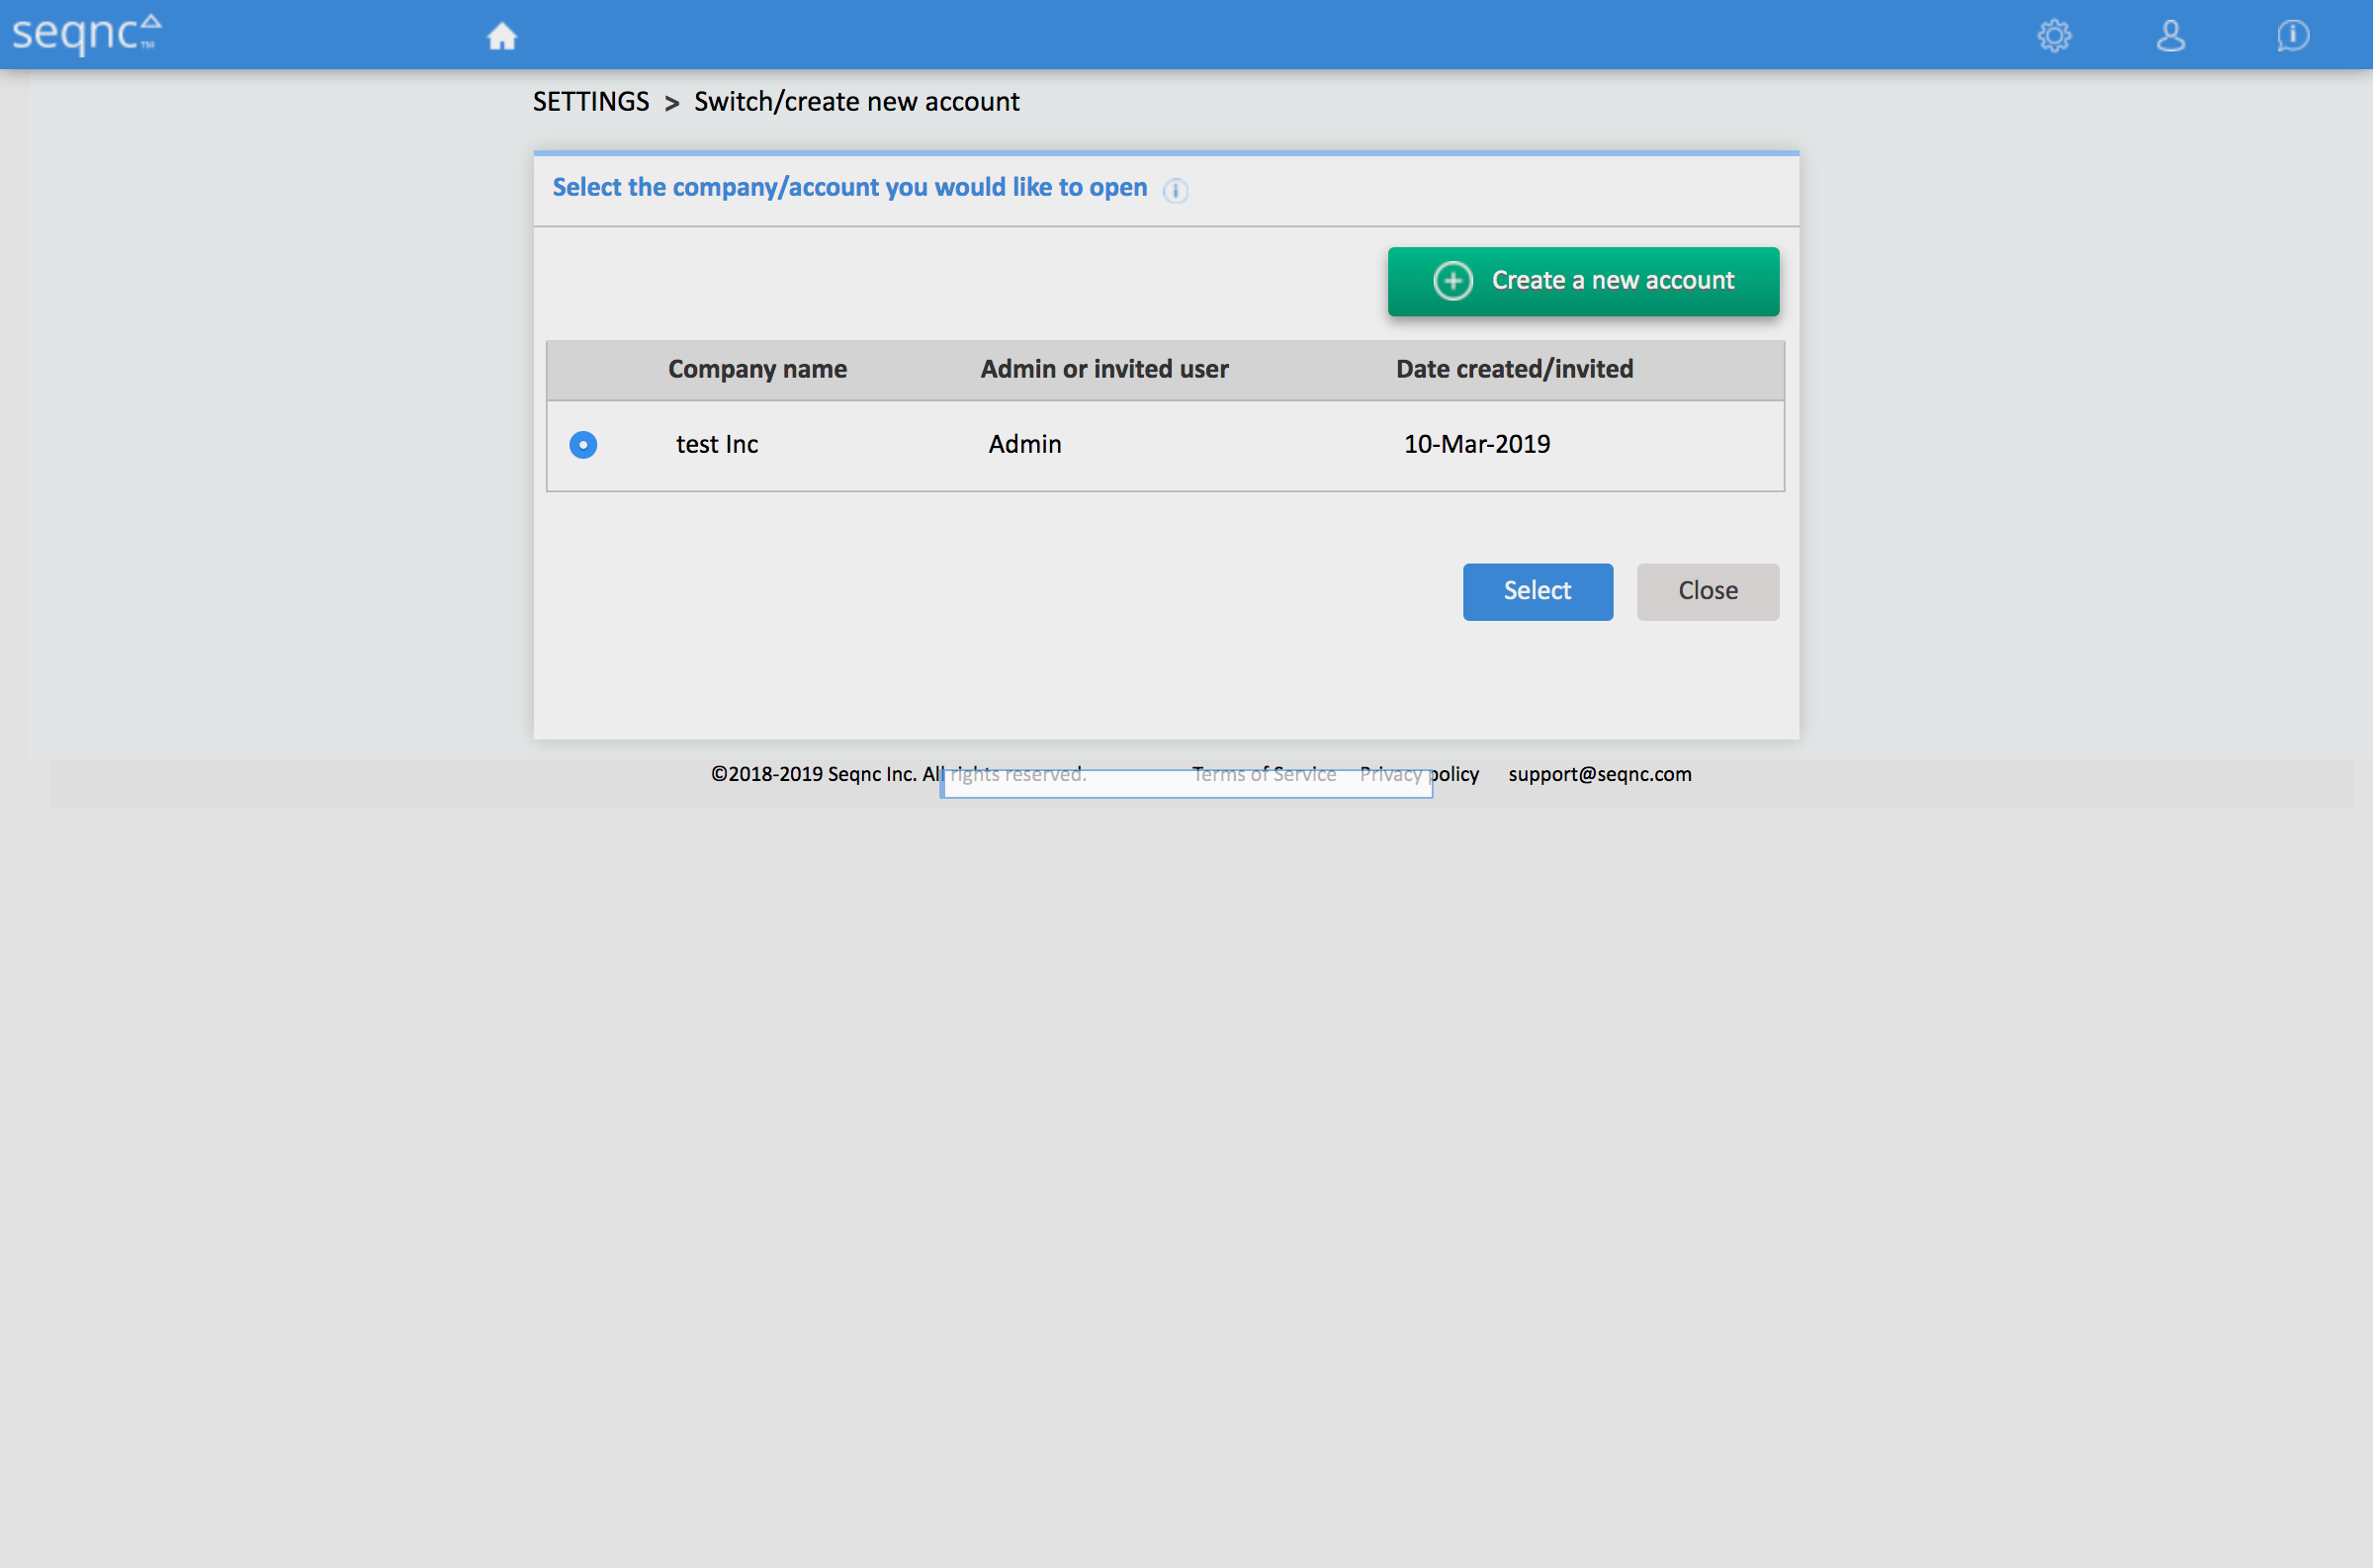 seqnc™
SETTINGS > Switch/create new account
Select the company/account you would like to open
Create a new account
Company name Admin or invited user Date created/invited
test Inc Admin 10-Mar-2019
Select Close
©2018-2019 Seqnc Inc. All rights reserved. Terms of Service Privacy policy support@seqnc.com